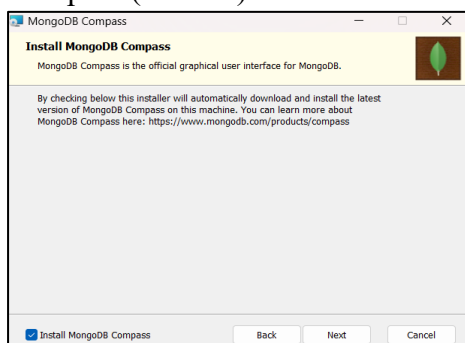 MongoDB Compass
Install MongoDB Compass
MongoDB Compass is the official graphical user interface for MongoDB.
By checking below this installer will automatically download and install the latest
version of MongoDB Compass on this machine. You can learn more about
MongoDB Compass here: https://www.mongodb.com/products/compass
Install MongoDB Compass Back Next Cancel